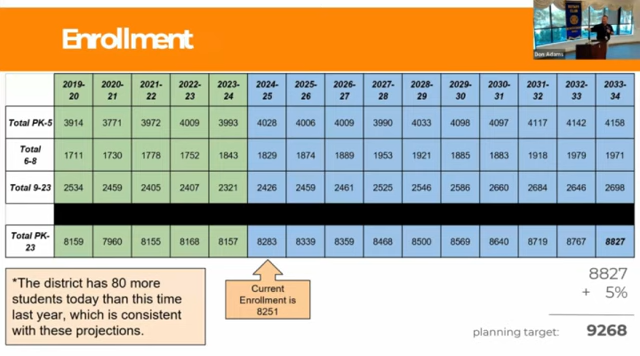 Enrollment
Don Adams
2019-20 2020-21 2021-22 2022-23 2023-24 2024-25 2025-26 2026-27 2027-28 2028-29 2029-30 2030-31 2031-32 2032-33 2033-34
Total PK-5 3914 3771 3972 4009 3993 4028 4006 4009 3990 4033 4098 4097 4117 4142 4158
Total 6-8 1711 1730 1778 1752 1843 1829 1874 1889 1953 1921 1885 1883 1918 1979 1971
Total 9-23 2534 2459 2405 2407 2321 2426 2459 2461 2525 2546 2586 2660 2684 2646 2698
Total PK-23 8159 7960 8155 8168 8157 8283 8339 8359 8468 8500 8569 8640 8719 8767 8827
*The district has 80 more
students today than this time
last year, which is consistent
with these projections.
Current
Enrollment is
8251
8827
+ 5%
planning target: 9268